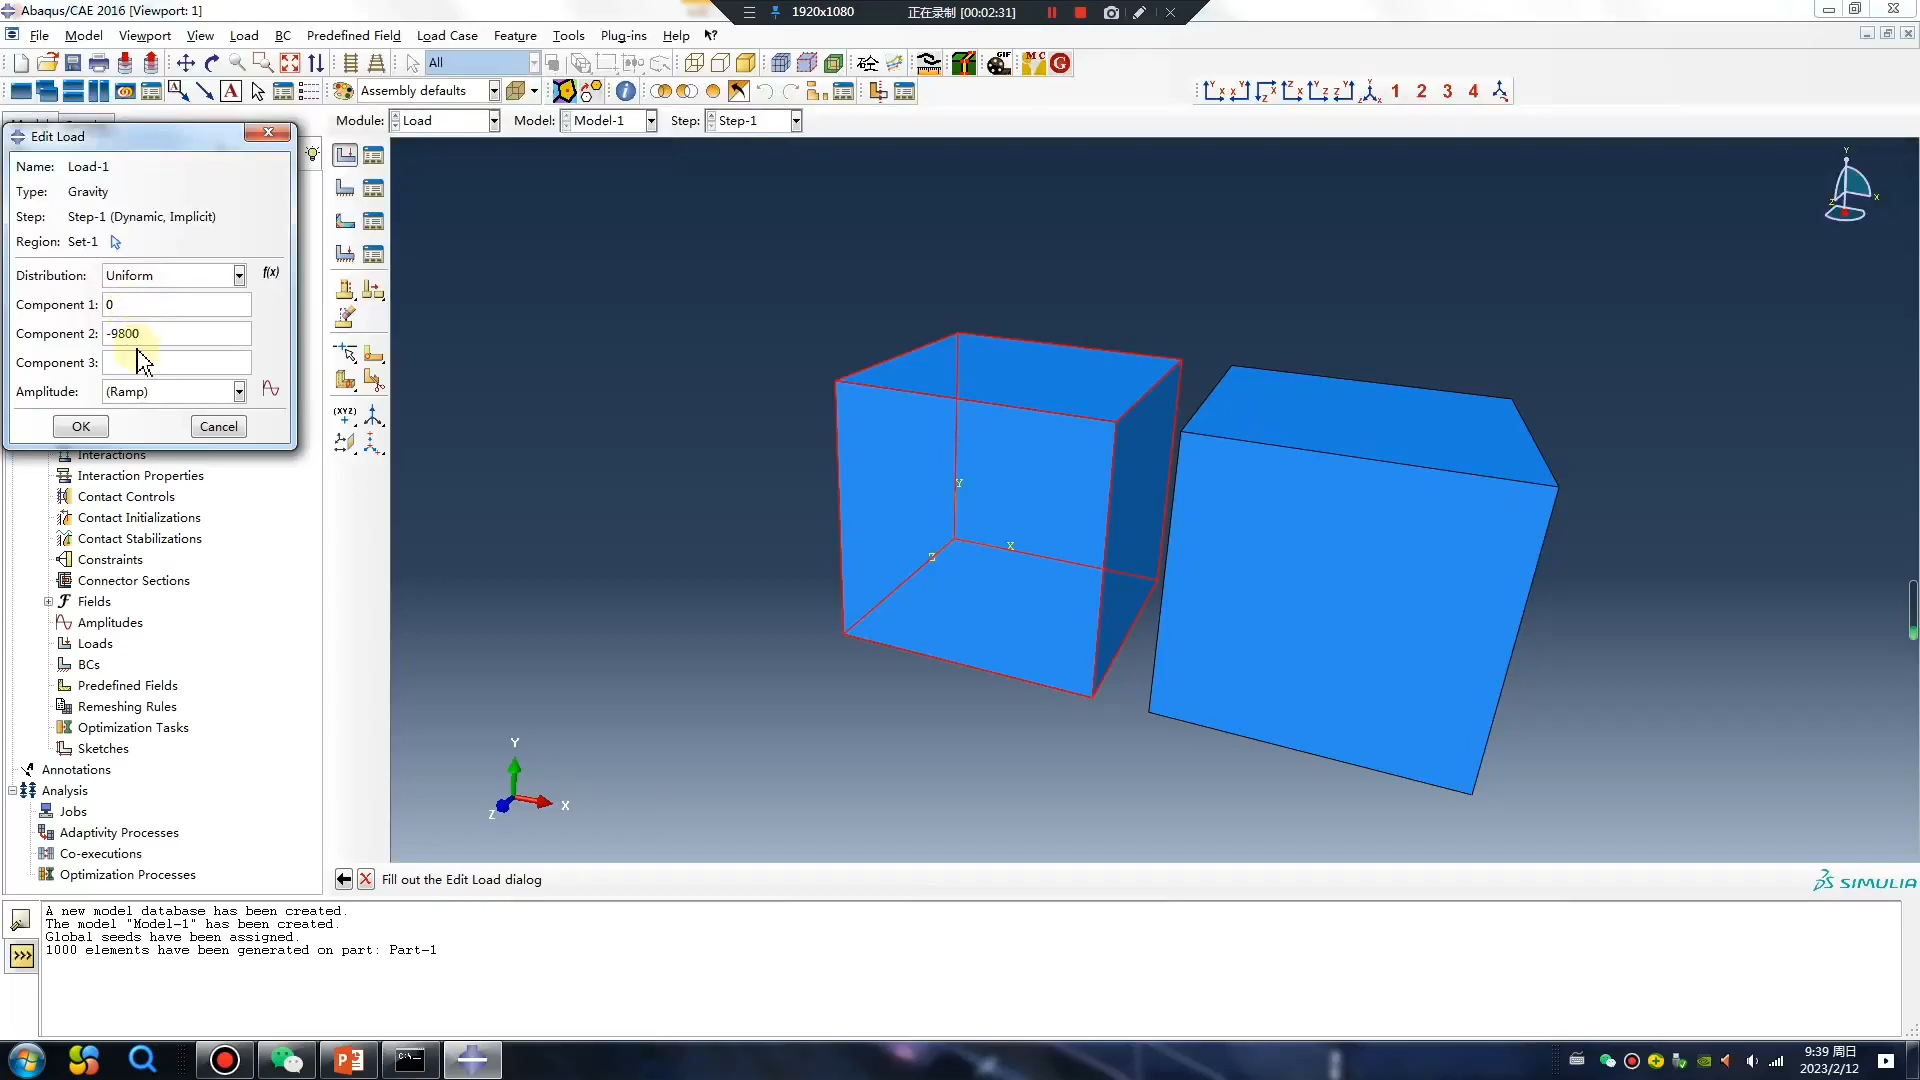 Abaqus/CAE 2016 [Viewport: 1]
1920x1080 正在录制 [00:02:31]
File Model Viewport View Load BC Predefined Field Load Case Feature Tools Plug-ins Help
All
GIF
M C
G
Assembly defaults
1 2 3 4
Module: Load Model: Model-1 Step: Step-1
Edit Load
Name: Load-1
Type: Gravity
Step: Step-1 (Dynamic, Implicit)
Region: Set-1
Distribution: Uniform f(x)
Component 1: 0
Component 2: -9800
Component 3:
Amplitude: (Ramp)
OK Cancel
Interactions
Interaction Properties
Contact Controls
Contact Initializations
Contact Stabilizations
Constraints
Connector Sections
Fields
Amplitudes
Loads
BCs
Predefined Fields
Remeshing Rules
Optimization Tasks
Sketches
Annotations
Analysis
Jobs
Adaptivity Processes
Co-executions
Optimization Processes
(XYZ)
Y
X
Z
Y
X
Z
Y
X
Z
Fill out the Edit Load dialog
SIMULIA
A new model database has been created.
The model "Model-1" has been created.
Global seeds have been assigned.
1000 elements have been generated on part: Part-1
9:39 周日
2023/2/12